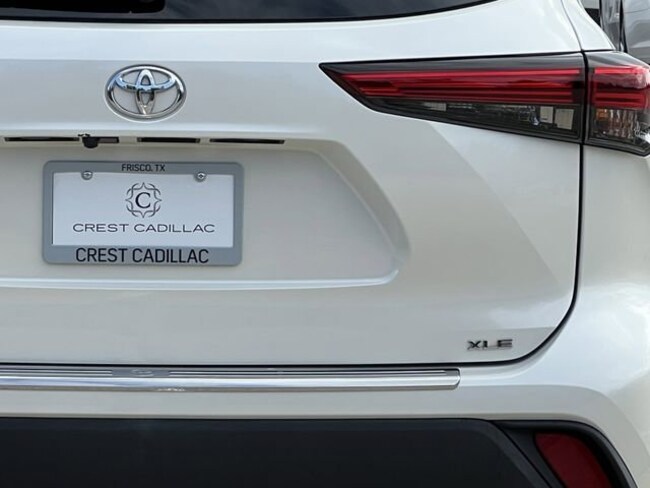 FRISCO, TX
C
CREST CADILLAC
CREST CADILLAC
XLE